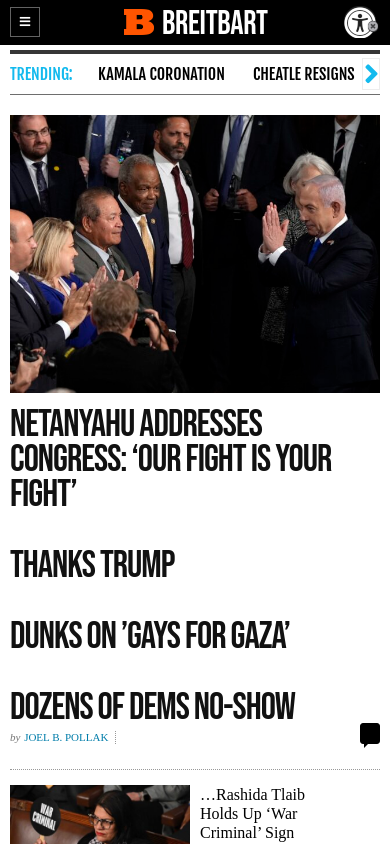 BREITBART
TRENDING:
KAMALA CORONATION
CHEATLE RESIGNS
NETANYAHU ADDRESSES
CONGRESS: ‘OUR FIGHT IS YOUR
FIGHT’
THANKS TRUMP
DUNKS ON ’GAYS FOR GAZA’
DOZENS OF DEMS NO-SHOW
by JOEL B. POLLAK
WAR
CRIMINAL
…Rashida Tlaib
Holds Up ‘War
Criminal’ Sign